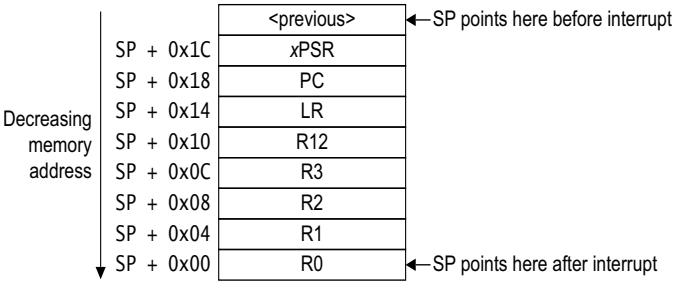 <previous> SP points here before interrupt
SP + 0x1C xPSR
SP + 0x18 PC
SP + 0x14 LR
Decreasing
memory
address
SP + 0x10 R12
SP + 0x0C R3
SP + 0x08 R2
SP + 0x04 R1
SP + 0x00 R0 SP points here after interrupt